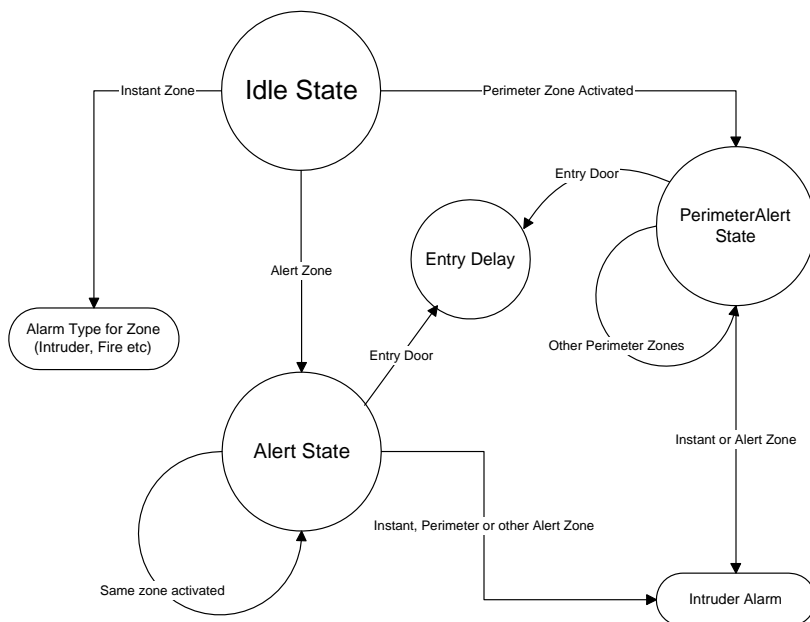 Idle State
Instant Zone
Perimeter Zone Activated
Entry Door
PerimeterAlert
State
Entry Delay
Alert Zone
Alarm Type for Zone
(Intruder, Fire etc)
Other Perimeter Zones
Entry Door
Alert State
Instant or Alert Zone
Instant, Perimeter or other Alert Zone
Same zone activated
Intruder Alarm